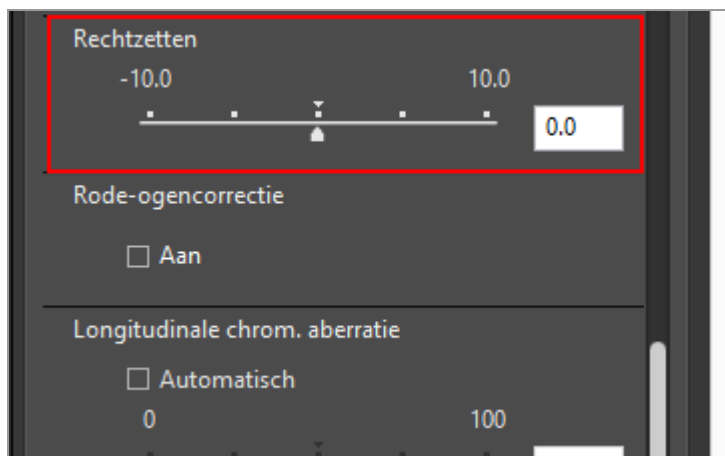 Rechtzetten
-10.0 10.0
0.0
Rode-ogencorrectie
Aan
Longitudinale chrom. aberratie
Automatisch
0 100